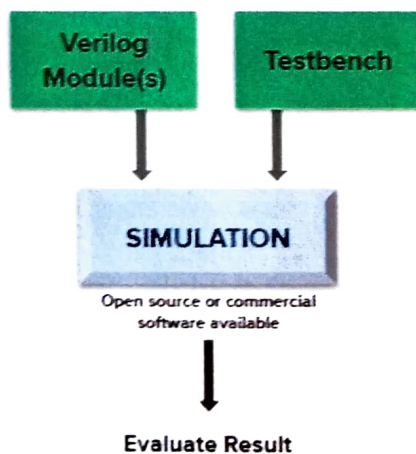 Verilog
Module(s)
Testbench
SIMULATION
Open source or commercial
software available
Evaluate Result